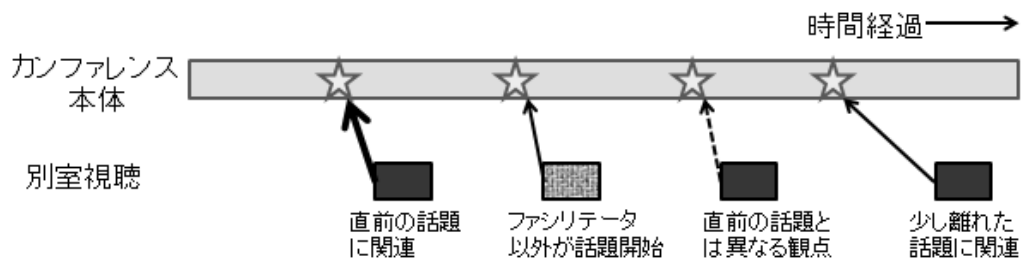 時間経過
カンファレンス
本体
別室視聴
直前の話題
に関連
ファシリテータ
以外が話題開始
直前の話題と
は異なる観点
少し離れた
話題に関連